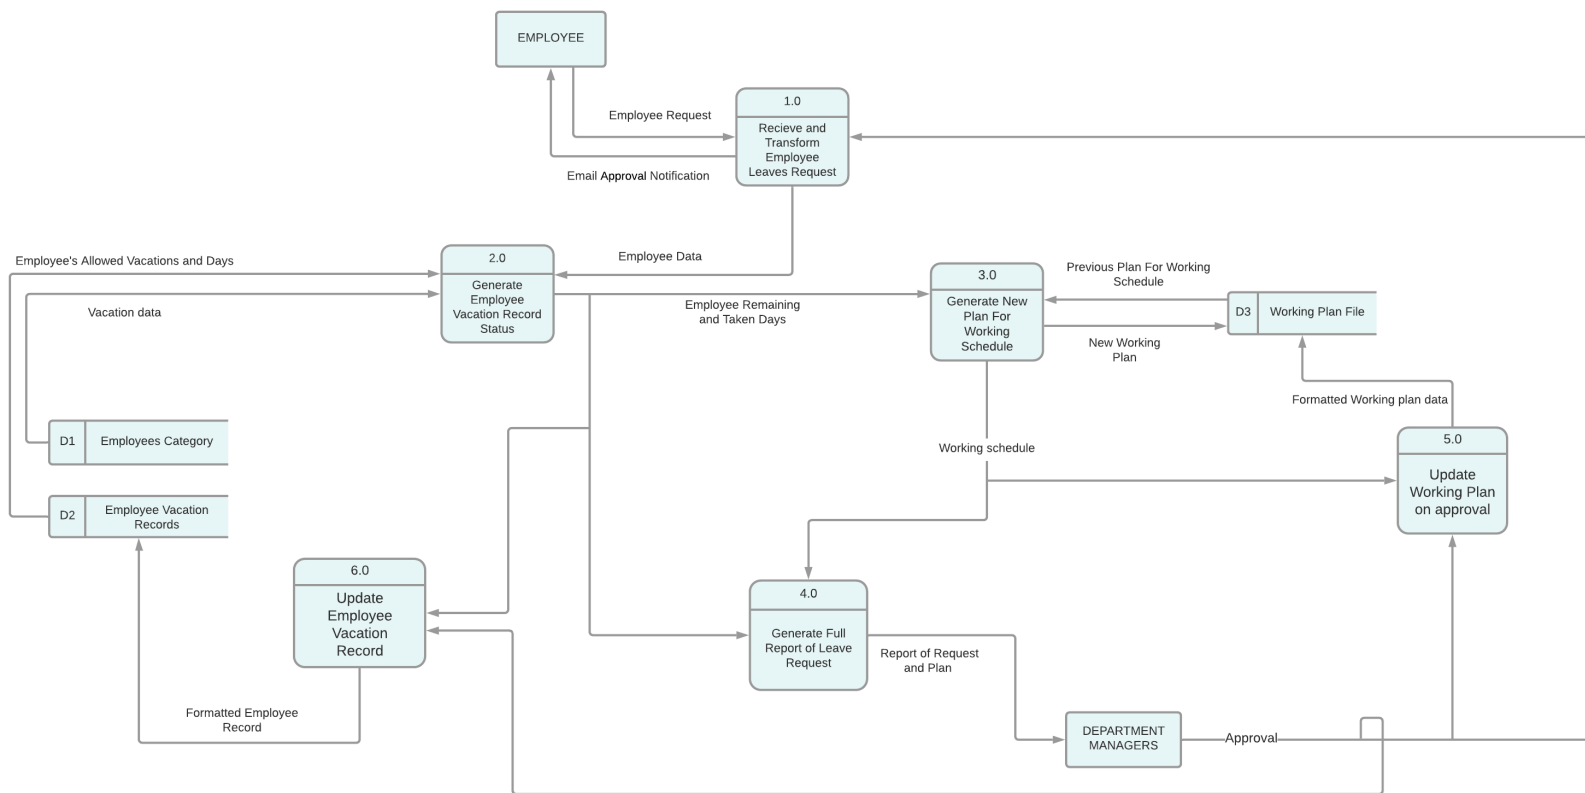 EMPLOYEE
1.0
Recieve and
Transform
Employee
Leaves Request
Employee Request
Email Approval Notification
Employee Data
2.0
Generate
Employee
Vacation Record
Status
Employee's Allowed Vacations and Days
Vacation data
Employee Remaining
and Taken Days
3.0
Generate New
Plan For
Working
Schedule
Previous Plan For Working
Schedule
D3
Working Plan File
New Working
Plan
Formatted Working plan data
D1
Employees Category
Working schedule
5.0
Update
Working Plan
on approval
D2
Employee Vacation
Records
6.0
Update
Employee
Vacation
Record
4.0
Generate Full
Report of Leave
Request
Report of Request
and Plan
Formatted Employee
Record
DEPARTMENT
MANAGERS
Approval